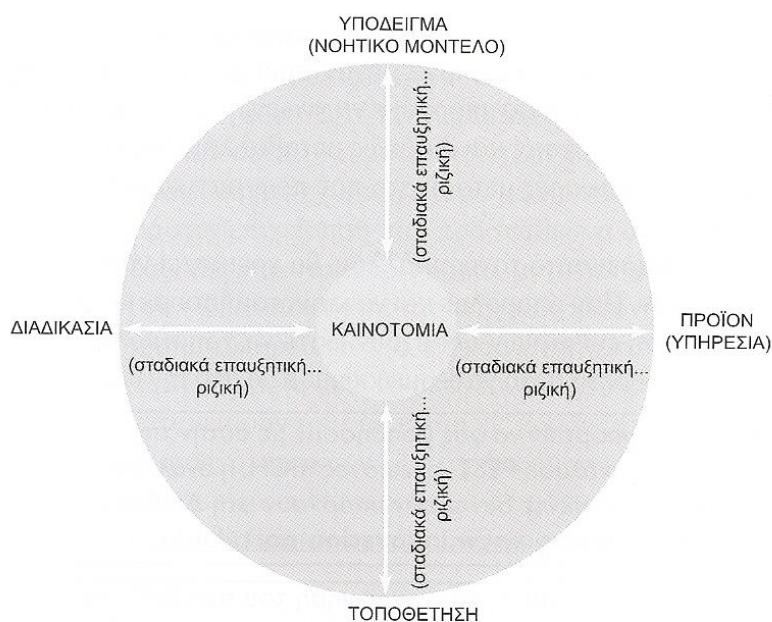 ΥΠΟΔΕΙΓΜΑ
(ΝΟΗΤΙΚΟ ΜΟΝΤΕΛΟ)
(σταδιακά επαυξητική...
ριζική)
ΔΙΑΔΙΚΑΣΙΑ
ΚΑΙΝΟΤΟΜΙΑ
ΠΡΟΪΟΝ
(ΥΠΗΡΕΣΙΑ)
(σταδιακά επαυξητική...
ριζική)
(σταδιακά επαυξητική...
ριζική)
(σταδιακά επαυξητική...
ριζική)
ΤΟΠΟΘΕΤΗΣΗ